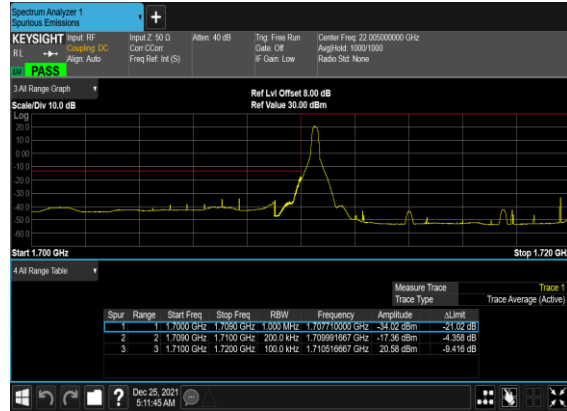 Spectrum Analyzer 1
Spurious Emissions
+
KEYSIGHT Input: RF Input Z: 50 Ω Atten: 40 dB Trig: Free Run Center Freq: 22.005000000 GHz
RL Coupling: DC Corr CCorr Gate: Off Avg|Hold: 1000/1000
Align: Auto Freq Ref: Int (S) IF Gain: Low Radio Std: None
PASS
3 All Range Graph
Ref Lvl Offset 8.00 dB
Scale/Div 10.0 dB Ref Value 30.00 dBm
Log
20.0
10.0
0.00
-10.0
-20.0
-30.0
-40.0
-50.0
-60.0
Start 1.700 GHz Stop 1.720 GH
4 All Range Table
Measure Trace Trace 1
Trace Type Trace Average (Active)
Spur Range Start Freq Stop Freq RBW Frequency Amplitude ΔLimit
1 1 1.7000 GHz 1.7090 GHz 1.000 MHz 1.707710000 GHz -34.02 dBm -21.02 dB
2 2 1.7090 GHz 1.7100 GHz 200.0 kHz 1.709991667 GHz -17.36 dBm -4.358 dB
3 3 1.7100 GHz 1.7200 GHz 100.0 kHz 1.710516667 GHz 20.58 dBm -9.416 dB
? Dec 25, 2021
5:11:45 AM